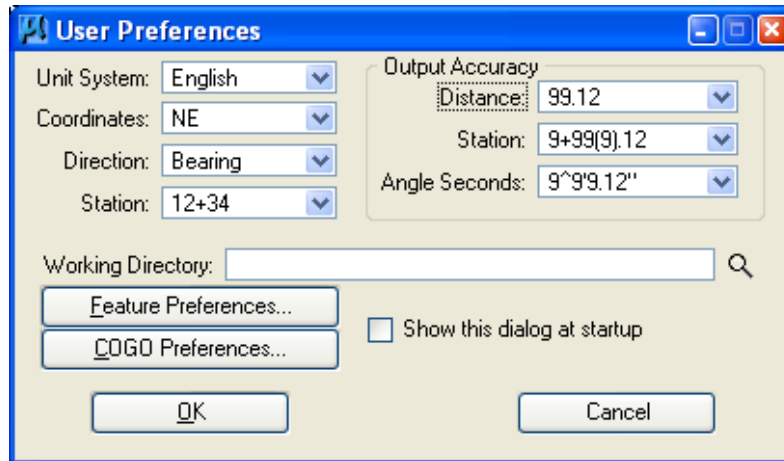 User Preferences
Unit System: English
Coordinates: NE
Direction: Bearing
Station: 12+34
Output Accuracy
Distance: 99.12
Station: 9+99(9).12
Angle Seconds: 9^9'9.12"
Working Directory:
Feature Preferences...
COGO Preferences...
Show this dialog at startup
OK
Cancel